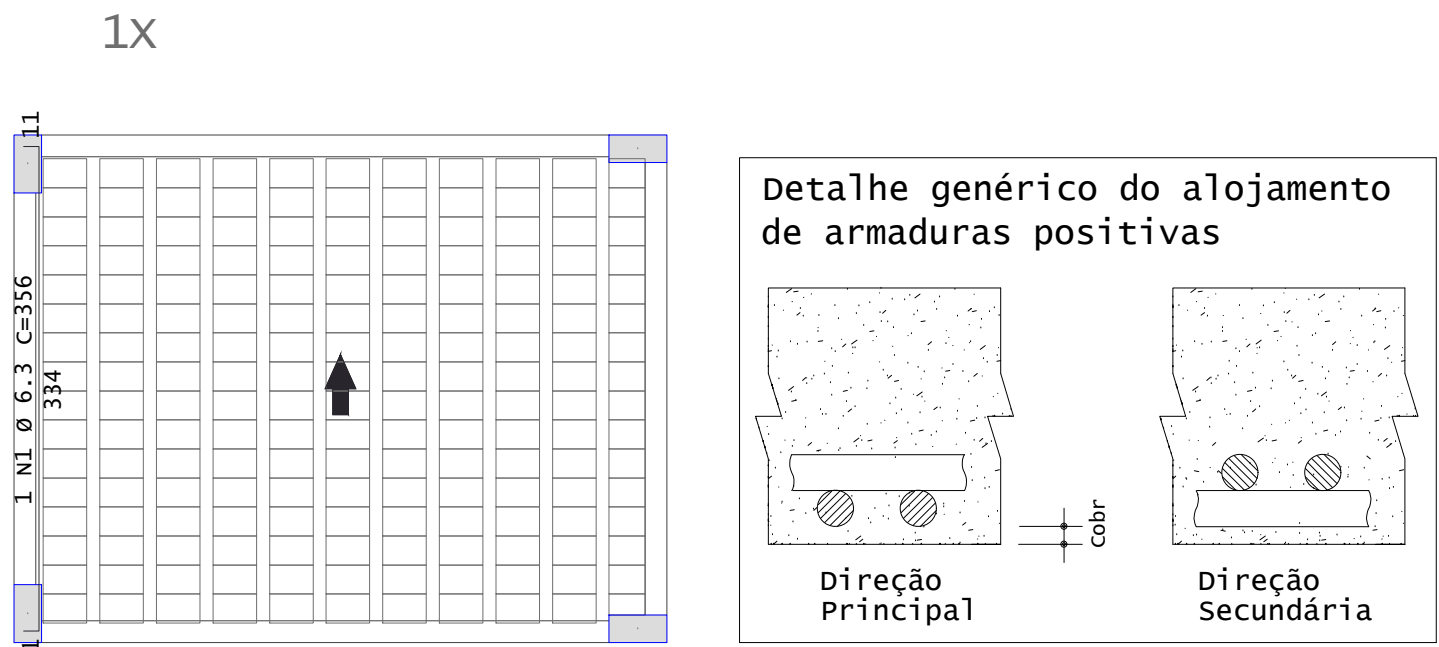 1X
11
1 N1 Ø 6.3 C=356
334
Detalhe genérico do alojamento
de armaduras positivas
Cobr
Direção
Principal
Direção
Secundária